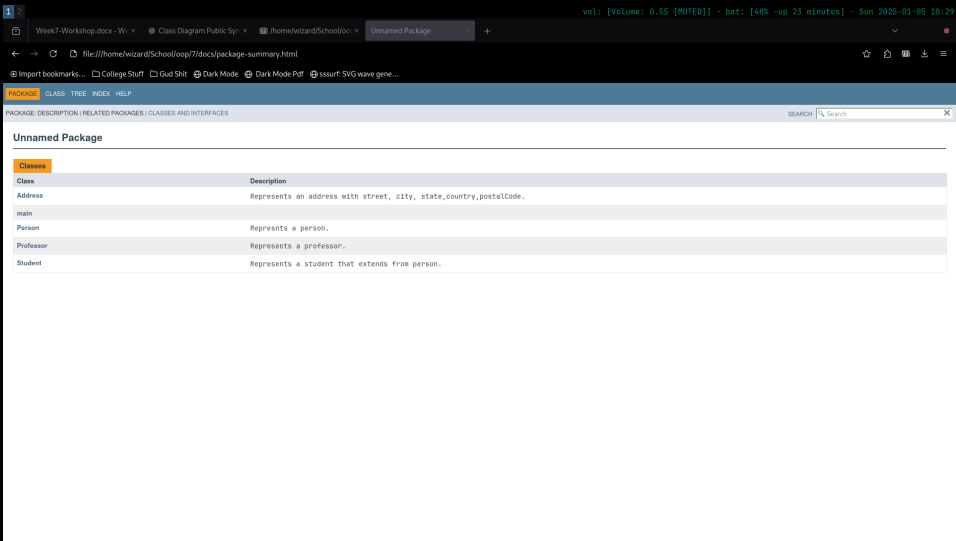 1 2
vol: [Volume: 0.55 [MUTED]] - bat: [48% -up 23 minutes] - Sun 2025-01-05 10:29
Week7-Workshop.docx - We × Class Diagram Public Syn × /home/wizard/School/oo × Unnamed Package × +
file:///home/wizard/School/oop/7/docs/package-summary.html
Import bookmarks... College Stuff Gud Shit Dark Mode Dark Mode Pdf sssurf: SVG wave gene...
PACKAGE CLASS TREE INDEX HELP
PACKAGE: DESCRIPTION | RELATED PACKAGES | CLASSES AND INTERFACES SEARCH Search
Unnamed Package
Classes
Class Description
Address Represents an address with street, city, state,country,postalCode.
main
Person Represnts a person.
Professor Represents a professor.
Student Represents a student that extends from person.